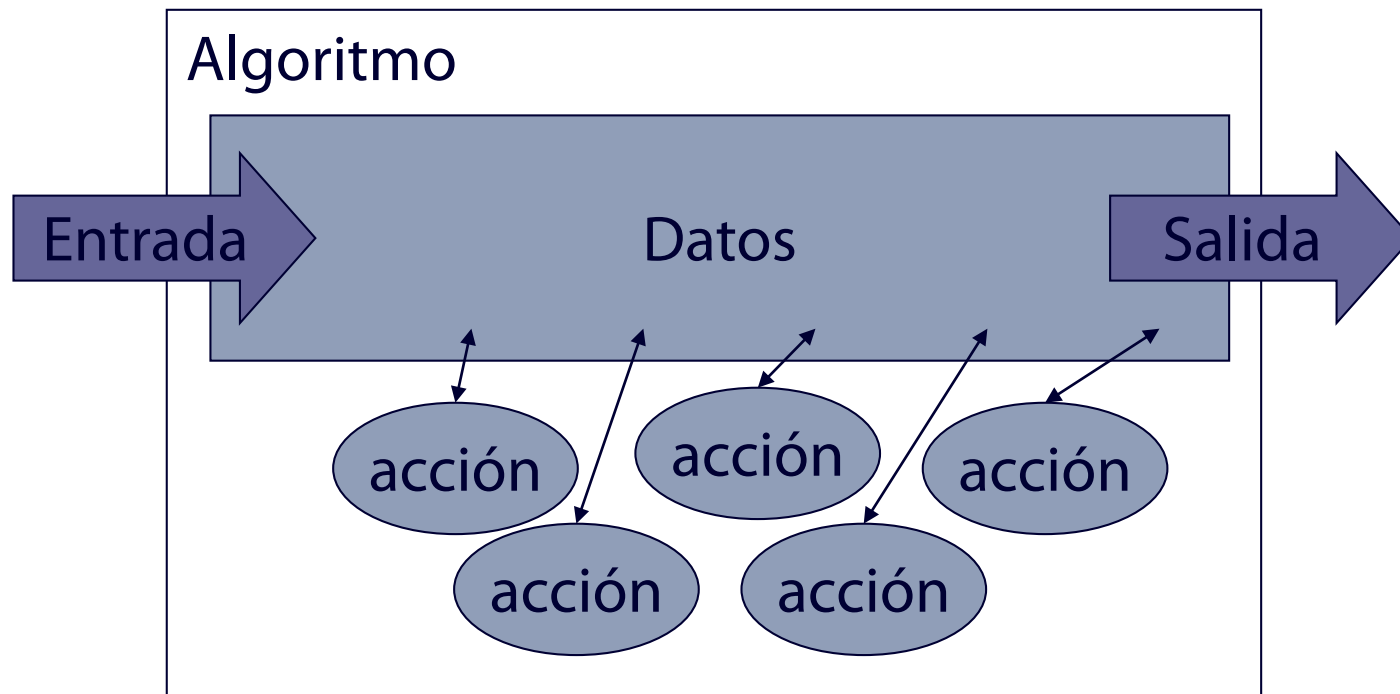 Algoritmo
Entrada
Datos
Salida
acción
acción
acción
acción
acción